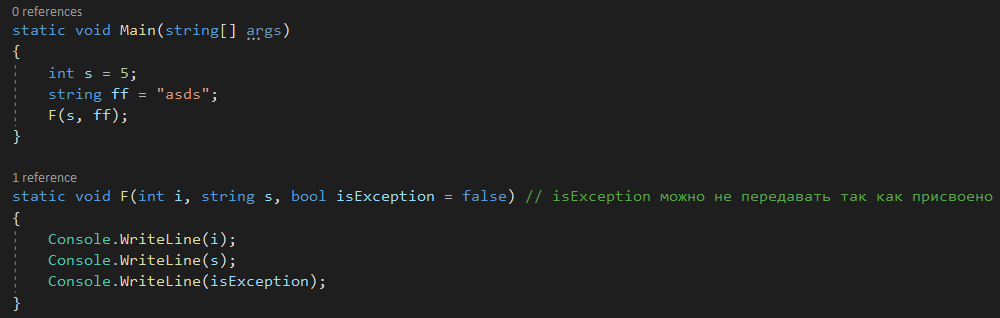 0 references
static void Main(string[] args)
{
int s = 5;
string ff = "asds";
F(s, ff);
}
1 reference
static void F(int i, string s, bool isException = false) // isException можно не передавать так как присвоено
{
Console.WriteLine(i);
Console.WriteLine(s);
Console.WriteLine(isException);
}